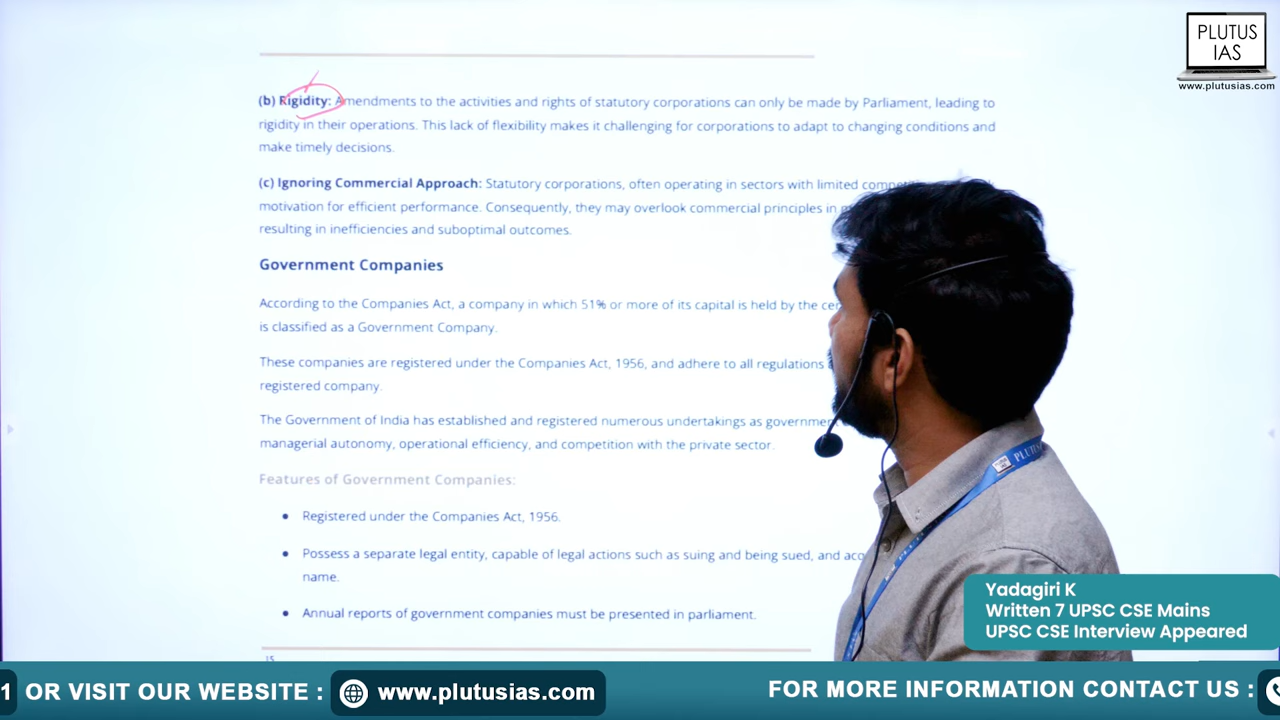 PLUTUS
IAS
www.plutusias.com
(b) Rigidity: Amendments to the activities and rights of statutory corporations can only be made by Parliament, leading to
rigidity in their operations. This lack of flexibility makes it challenging for corporations to adapt to changing conditions and
make timely decisions.
(c) Ignoring Commercial Approach: Statutory corporations, often operating in sectors with limited
motivation for efficient performance. Consequently, they may overlook commercial principles in
resulting in inefficiencies and suboptimal outcomes.
Government Companies
According to the Companies Act, a company in which 51% or more of its capital is held by the
is classified as a Government Company.
These companies are registered under the Companies Act, 1956, and adhere to all regulations
registered company.
The Government of India has established and registered numerous undertakings as
managerial autonomy, operational efficiency, and competition with the private sector.
Features of Government Companies:
• Registered under the Companies Act, 1956.
• Possess a separate legal entity, capable of legal actions such as suing and being sued, and
name.
• Annual reports of government companies must be presented in parliament.
15
Yadagiri K
Written 7 UPSC CSE Mains
UPSC CSE Interview Appeared
1 OR VISIT OUR WEBSITE : www.plutusias.com FOR MORE INFORMATION CONTACT US :